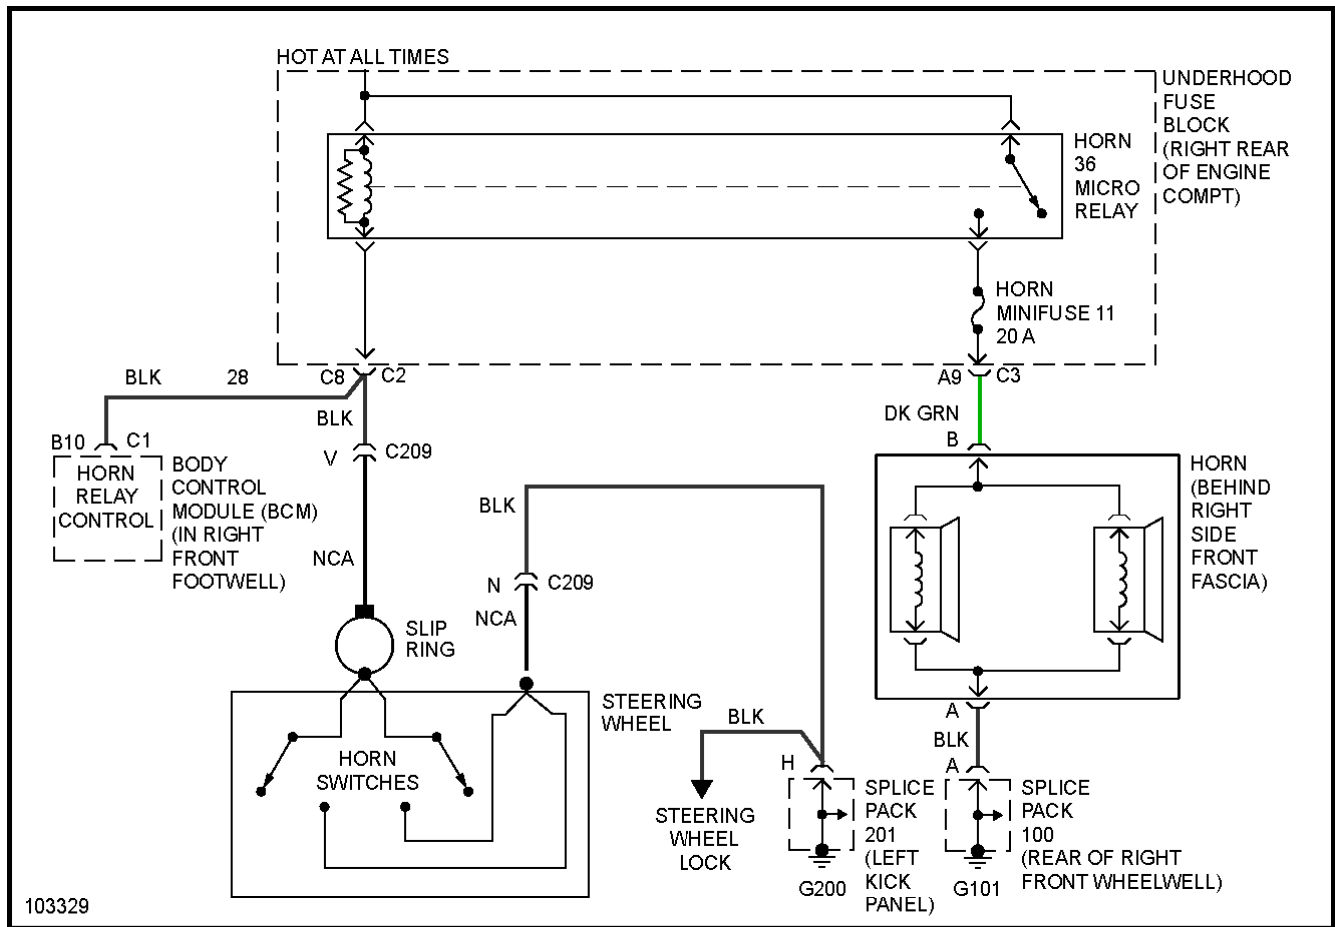 HOT AT ALL TIMES
UNDERHOOD
FUSE
BLOCK
(RIGHT REAR
OF ENGINE
COMPT)
HORN
36
MICRO
RELAY
HORN
MINIFUSE 11
20 A
BLK
28
C8
C2
A9
C3
BLK
DK GRN
B10
C1
V
C209
B
HORN
RELAY
CONTROL
BODY
CONTROL
MODULE (BCM)
(IN RIGHT
FRONT
FOOTWELL)
HORN
(BEHIND
RIGHT
SIDE
FRONT
FASCIA)
BLK
NCA
N
C209
NCA
SLIP
RING
STEERING
WHEEL
HORN
SWITCHES
BLK
A
BLK
H
A
STEERING
WHEEL
LOCK
SPLICE
PACK
201
(LEFT
KICK
PANEL)
SPLICE
PACK
100
(REAR OF RIGHT
FRONT WHEELWELL)
G200
G101
103329